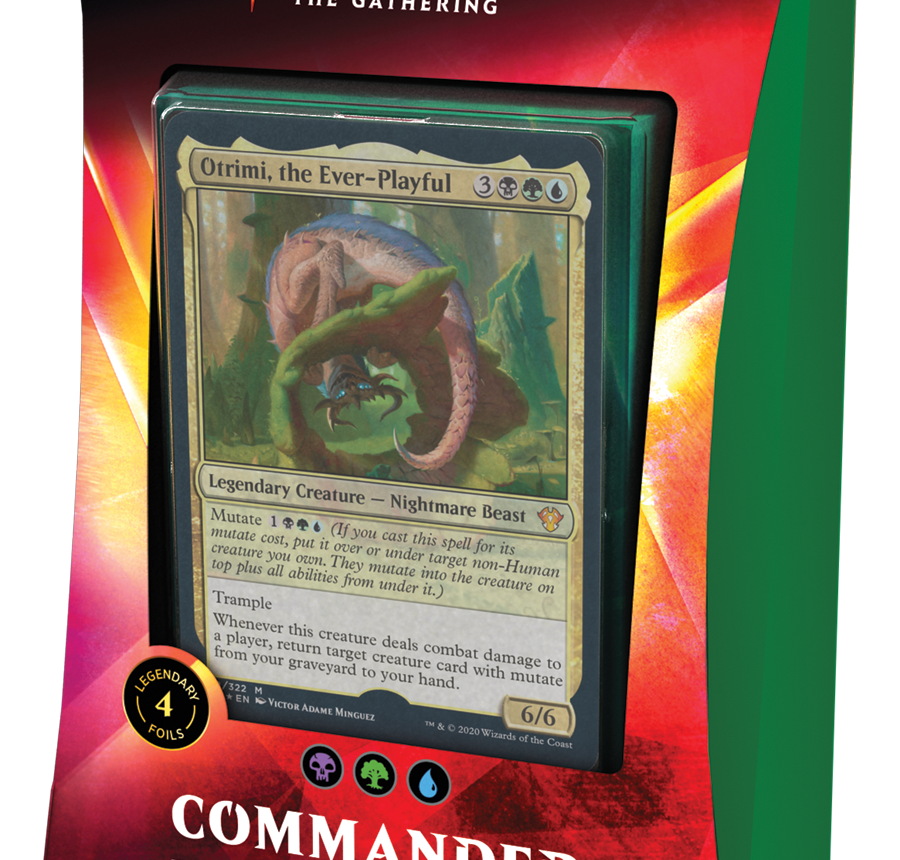 THE GATHERING
Otrimi, the Ever-Playful 3
Legendary Creature — Nightmare Beast
Mutate 1 (If you cast this spell for its
mutate cost, put it over or under target non-Human
creature you own. They mutate into the creature on
top plus all abilities from under it.)
Trample
Whenever this creature deals combat damage to
a player, return target creature card with mutate
from your graveyard to your hand.
6/6
/322 M
★ EN Victor Adame Minguez
™ & © 2020 Wizards of the Coast
LEGENDARY
4
FOILS
COMMANDER